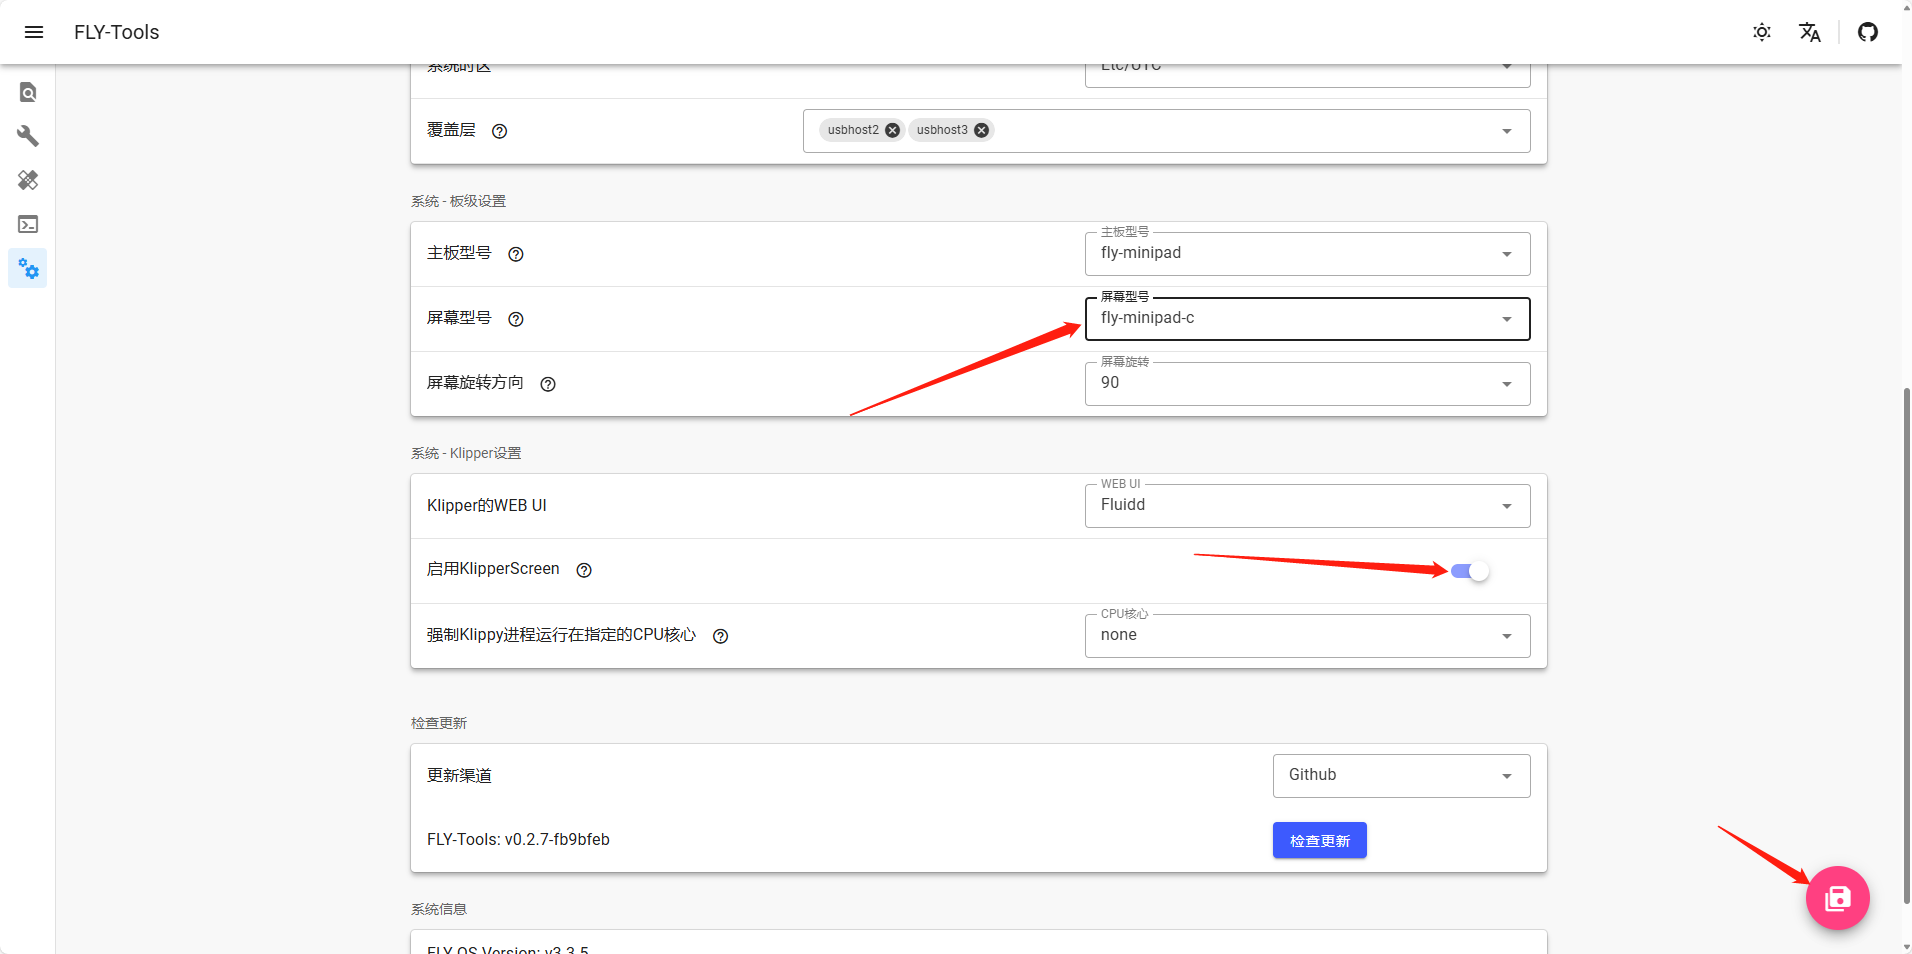 FLY-Tools
系统时区
Etc/UTC
覆盖层
usbhost2 usbhost3
系统 - 板级设置
主板型号
主板型号
fly-minipad
屏幕型号
屏幕型号
fly-minipad-c
屏幕旋转方向
屏幕旋转
90
系统 - Klipper设置
Klipper的WEB UI
WEB UI
Fluidd
启用KlipperScreen
强制Klippy进程运行在指定的CPU核心
CPU核心
none
检查更新
更新渠道
Github
FLY-Tools: v0.2.7-fb9bfeb
检查更新
系统信息
FLY OS Version: v3.3.5